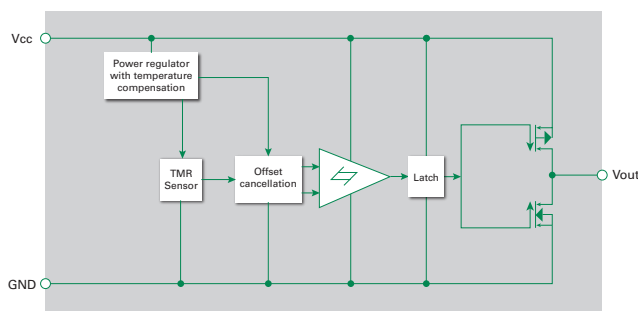 Vcc
Power regulator
with temperature
compensation
TMR
Sensor
Offset
cancellation
Latch
Vout
GND